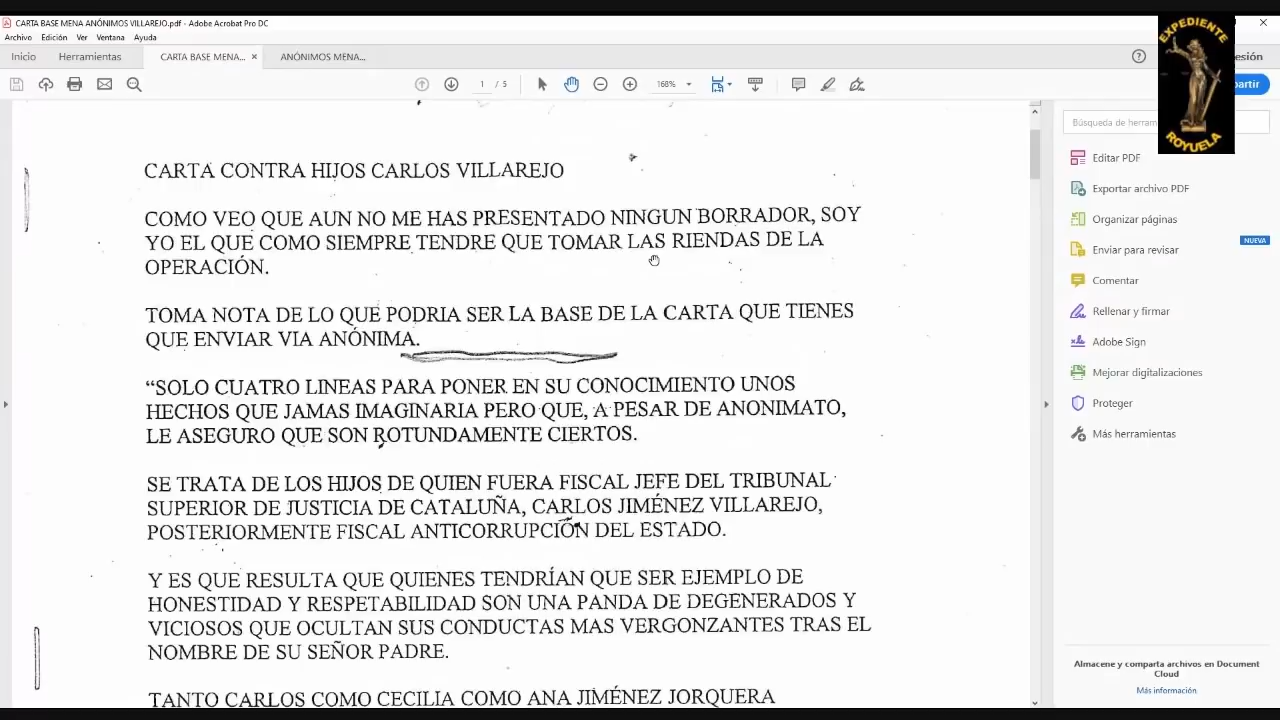 CARTA BASE MENA ANÓNIMOS VILLAREJO.pdf - Adobe Acrobat Pro DC
Archivo Edición Ver Ventana Ayuda
Inicio Herramientas CARTA BASE MENA... × ANÓNIMOS MENA...
esión
1 / 5 168%
partir
EXPEDIENTE
ROYUELA
Búsqueda de herram
Editar PDF
Exportar archivo PDF
Organizar páginas
Enviar para revisar
NUEVA
Comentar
Rellenar y firmar
Adobe Sign
Mejorar digitalizaciones
Proteger
Más herramientas
Almacene y comparta archivos en Document
Cloud
Más información
CARTA CONTRA HIJOS CARLOS VILLAREJO
COMO VEO QUE AUN NO ME HAS PRESENTADO NINGUN BORRADOR, SOY
YO EL QUE COMO SIEMPRE TENDRE QUE TOMAR LAS RIENDAS DE LA
OPERACIÓN.
TOMA NOTA DE LO QUE PODRIA SER LA BASE DE LA CARTA QUE TIENES
QUE ENVIAR VIA ANÓNIMA.
“SOLO CUATRO LINEAS PARA PONER EN SU CONOCIMIENTO UNOS
HECHOS QUE JAMAS IMAGINARIA PERO QUE, A PESAR DE ANONIMATO,
LE ASEGURO QUE SON ROTUNDAMENTE CIERTOS.
SE TRATA DE LOS HIJOS DE QUIEN FUERA FISCAL JEFE DEL TRIBUNAL
SUPERIOR DE JUSTICIA DE CATALUÑA, CARLOS JIMÉNEZ VILLAREJO,
POSTERIORMENTE FISCAL ANTICORRUPCIÓN DEL ESTADO.
Y ES QUE RESULTA QUE QUIENES TENDRÍAN QUE SER EJEMPLO DE
HONESTIDAD Y RESPETABILIDAD SON UNA PANDA DE DEGENERADOS Y
VICIOSOS QUE OCULTAN SUS CONDUCTAS MAS VERGONZANTES TRAS EL
NOMBRE DE SU SEÑOR PADRE.
TANTO CARLOS COMO CECILIA COMO ANA JIMÉNEZ JORQUERA